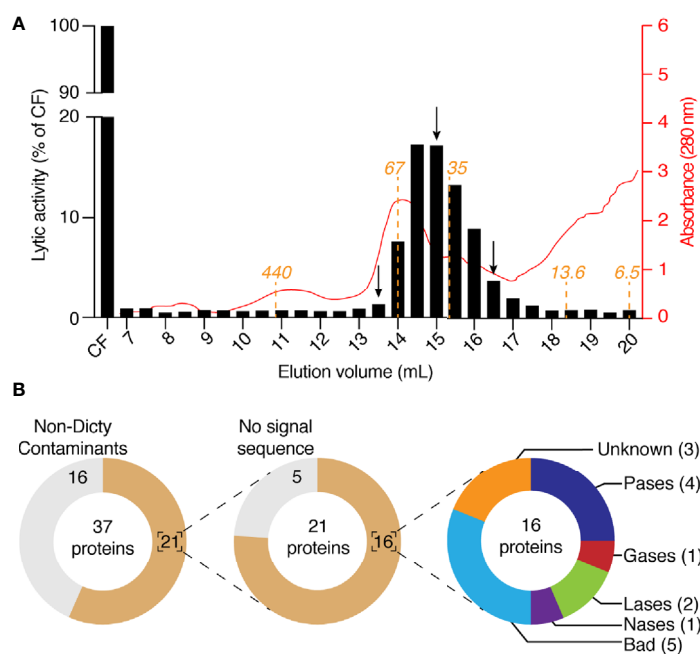 A
Lytic activity (% of CF)
100
90
20
10
0
440
67
35
13.6
6.5
6
5
4
3
2
1
0
Absorbance (280 nm)
CF 7 8 9 10 11 12 13 14 15 16 17 18 19 20
Elution volume (mL)
B
Non-Dicty
Contaminants
16
37
proteins
21
No signal
sequence
5
21
proteins
16
16
proteins
Unknown (3)
Pases (4)
Gases (1)
Lases (2)
Nases (1)
Bad (5)